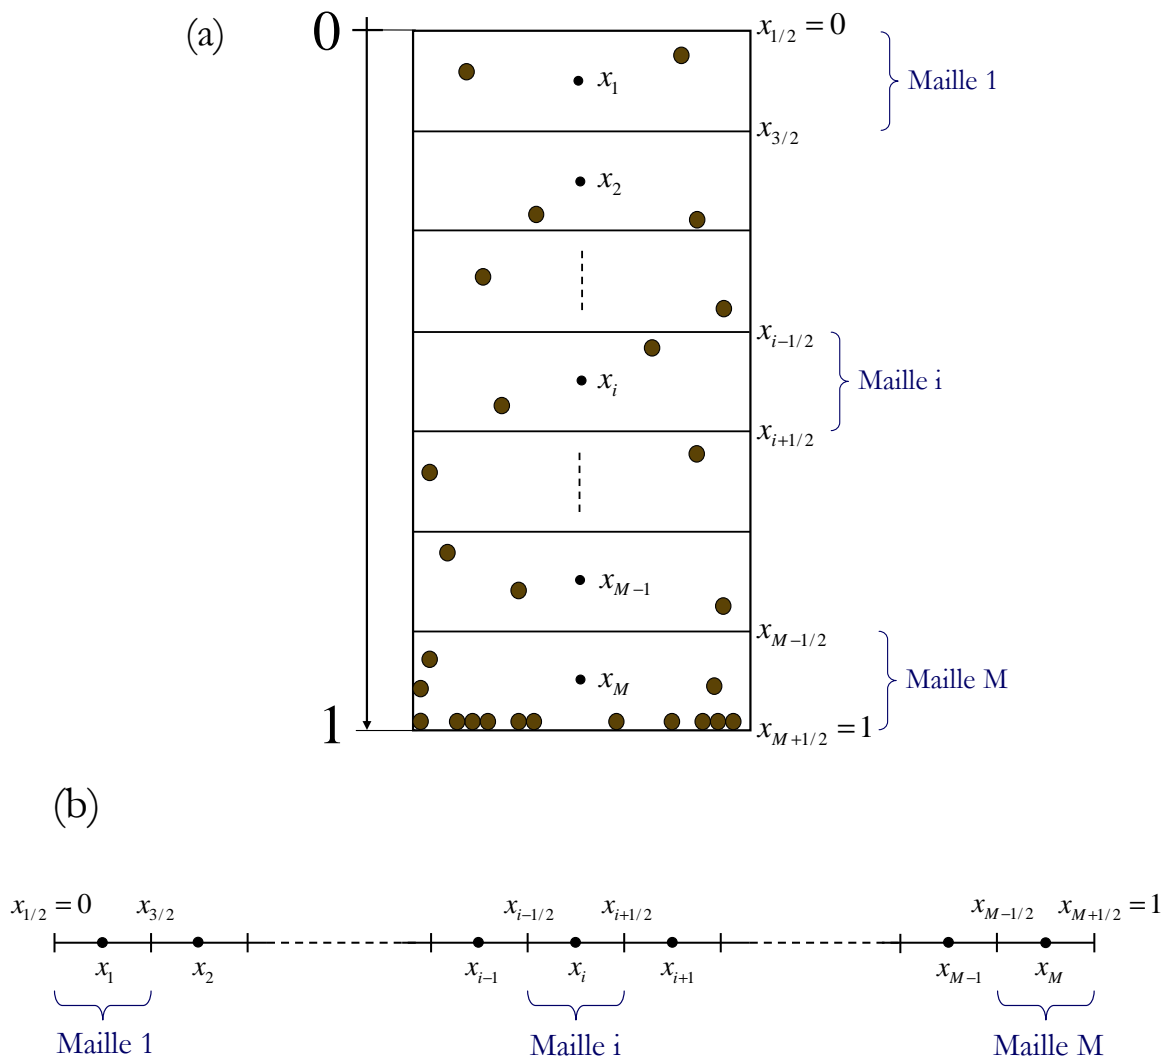 (a)
0
x_{1/2} = 0
x_1
Maille 1
x_{3/2}
x_2
x_{i-1/2}
x_i
Maille i
x_{i+1/2}
x_{M-1}
x_{M-1/2}
x_M
Maille M
1
x_{M+1/2} = 1
(b)
x_{1/2} = 0 x_{3/2} x_{i-1/2} x_{i+1/2} x_{M-1/2} x_{M+1/2} = 1
x_1 x_2 x_{i-1} x_i x_{i+1} x_{M-1} x_M
Maille 1 Maille i Maille M